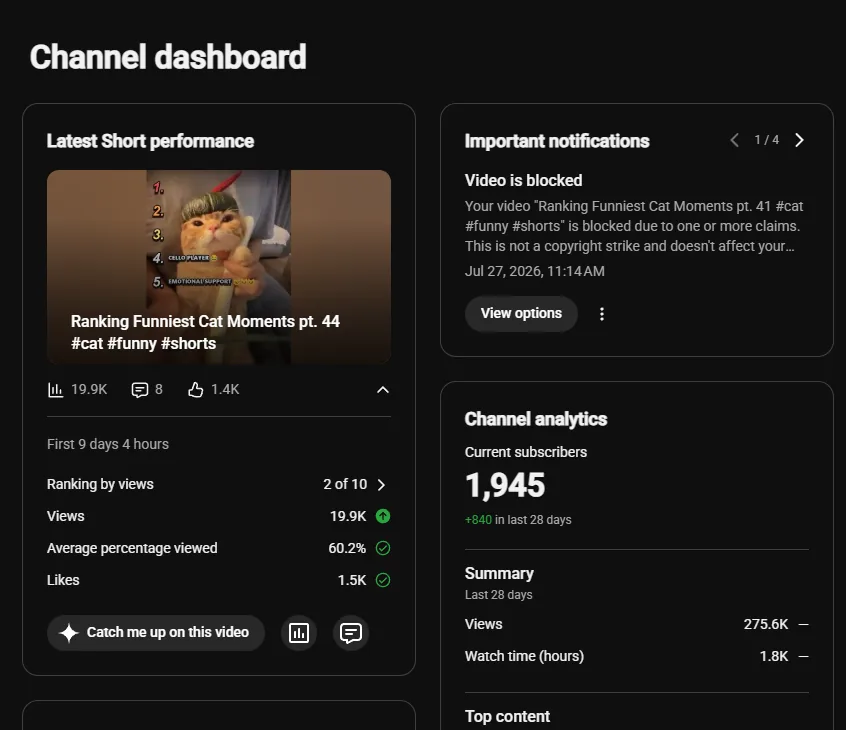 Channel dashboard
Latest Short performance
1.
2.
3.
4. CELLO PLAYER
5. EMOTIONAL SUPPORT
Ranking Funniest Cat Moments pt. 44
#cat #funny #shorts
19.9K 8 1.4K
First 9 days 4 hours
Ranking by views 2 of 10
Views 19.9K
Average percentage viewed 60.2%
Likes 1.5K
Catch me up on this video
Important notifications 1 / 4
Video is blocked
Your video "Ranking Funniest Cat Moments pt. 41 #cat
#funny #shorts" is blocked due to one or more claims.
This is not a copyright strike and doesn't affect your...
Jul 27, 2026, 11:14 AM
View options
Channel analytics
Current subscribers
1,945
+840 in last 28 days
Summary
Last 28 days
Views 275.6K —
Watch time (hours) 1.8K —
Top content